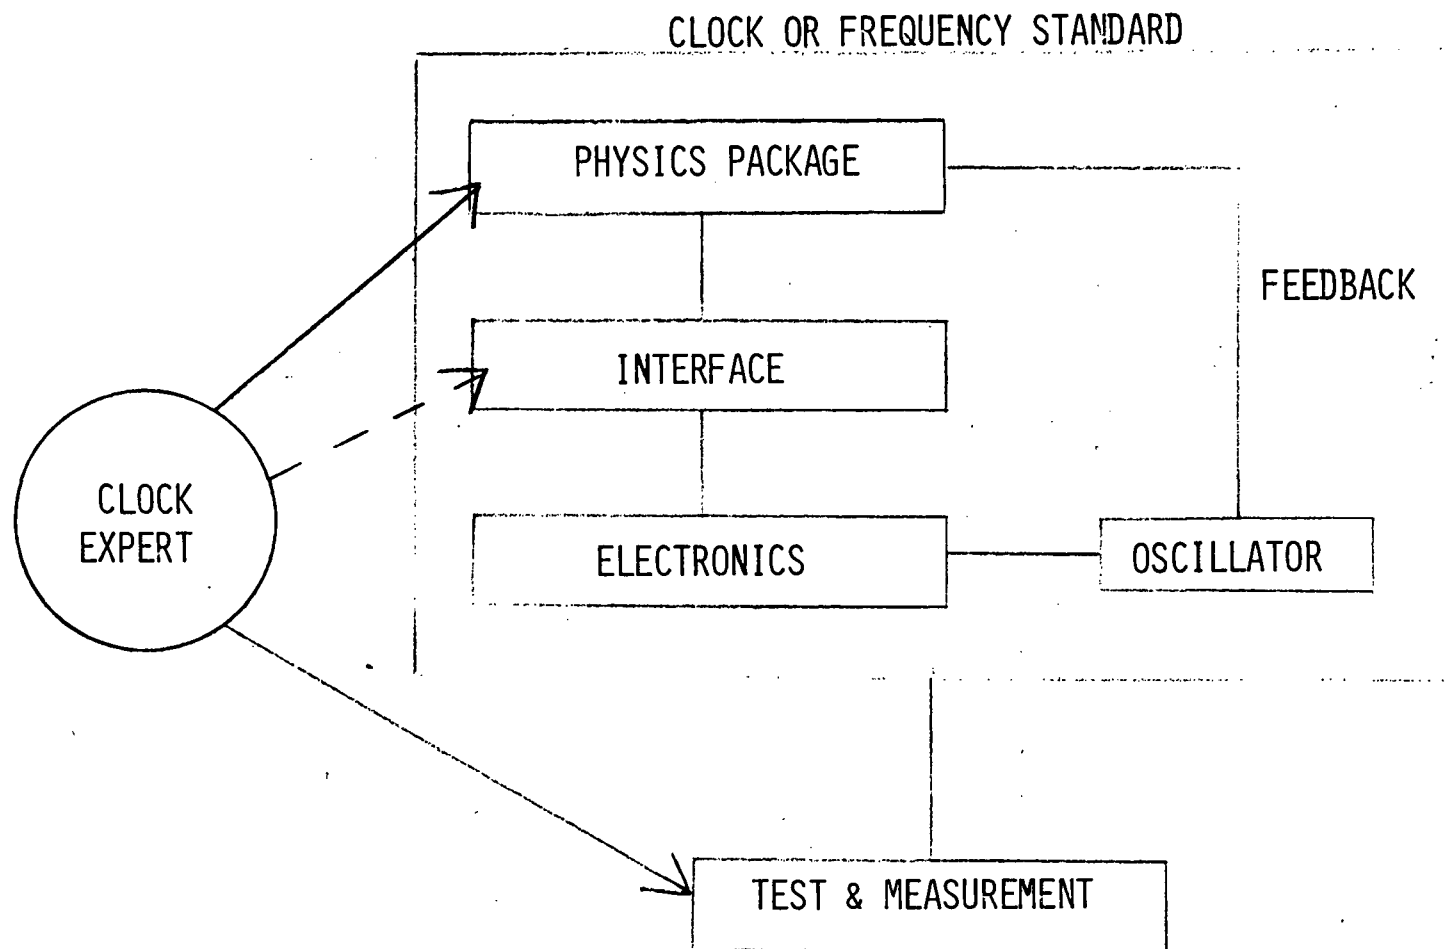 CLOCK OR FREQUENCY STANDARD
PHYSICS PACKAGE
FEEDBACK
INTERFACE
CLOCK
EXPERT
ELECTRONICS
OSCILLATOR
TEST & MEASUREMENT